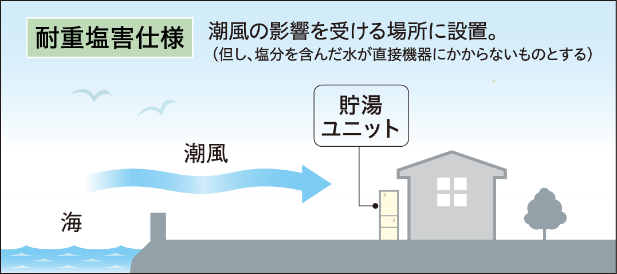 耐重塩害仕様
潮風の影響を受ける場所に設置。
（但し、塩分を含んだ水が直接機器にかからないものとする）
貯湯
ユニット
潮風
海